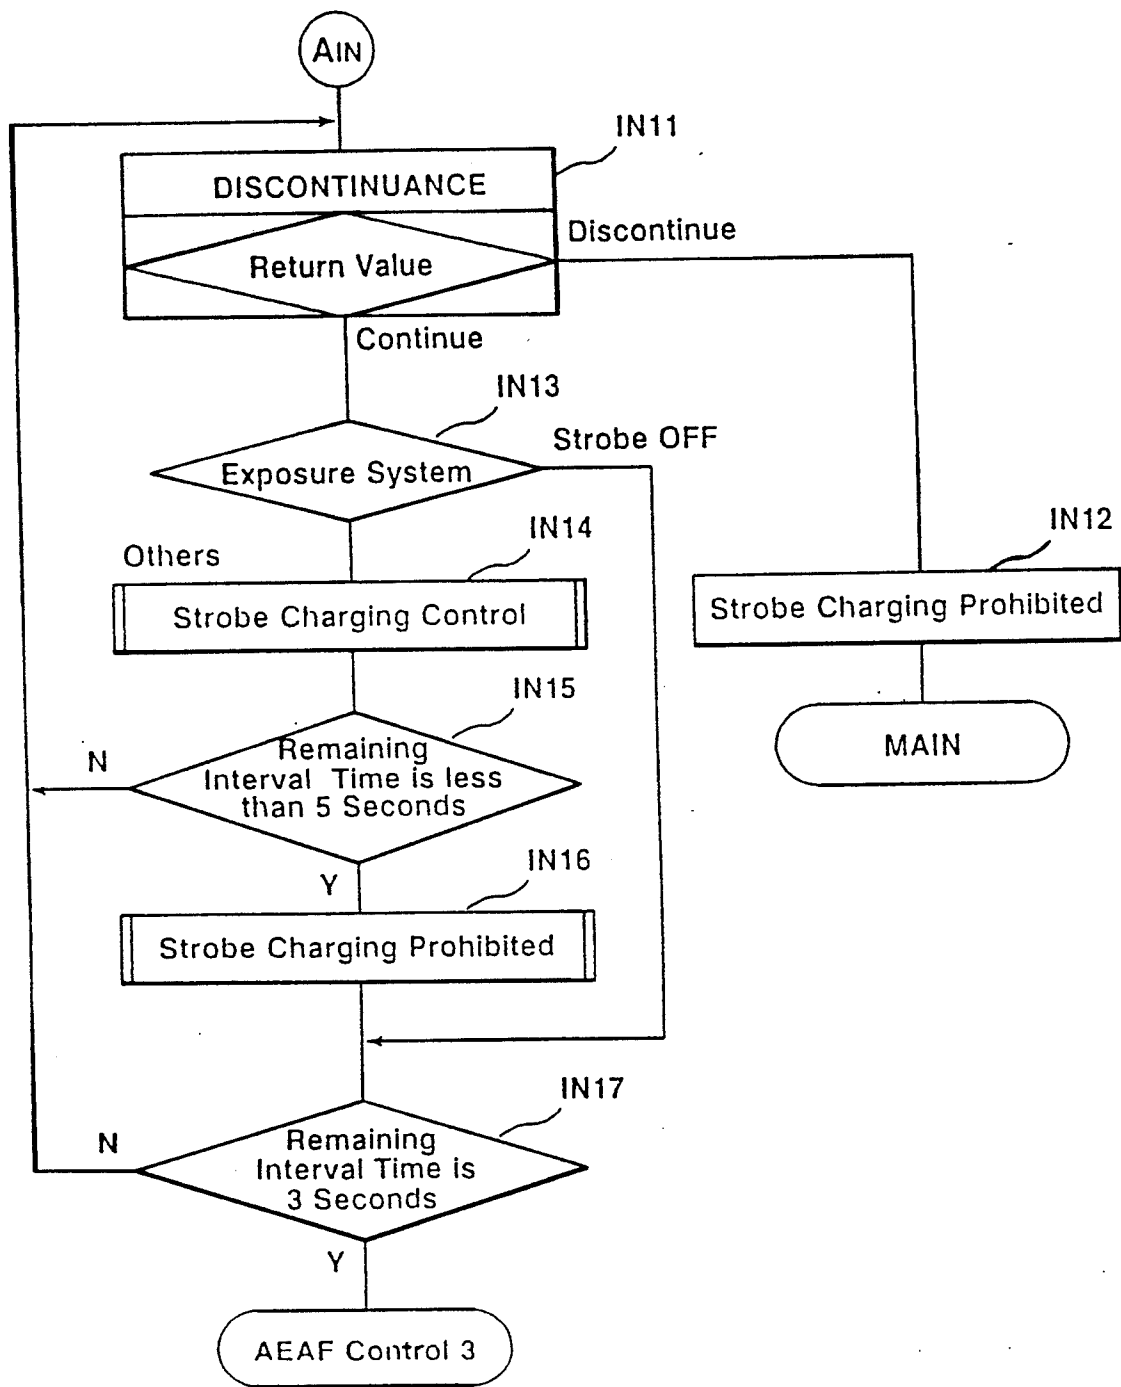 AIN
IN11
DISCONTINUANCE
Discontinue
Return Value
Continue
IN13
Strobe OFF
Exposure System
IN14
IN12
Others
Strobe Charging Control
Strobe Charging Prohibited
IN15
N
Remaining
Interval Time is less
than 5 Seconds
MAIN
Y
IN16
Strobe Charging Prohibited
IN17
N
Remaining
Interval Time is
3 Seconds
Y
AEAF Control 3